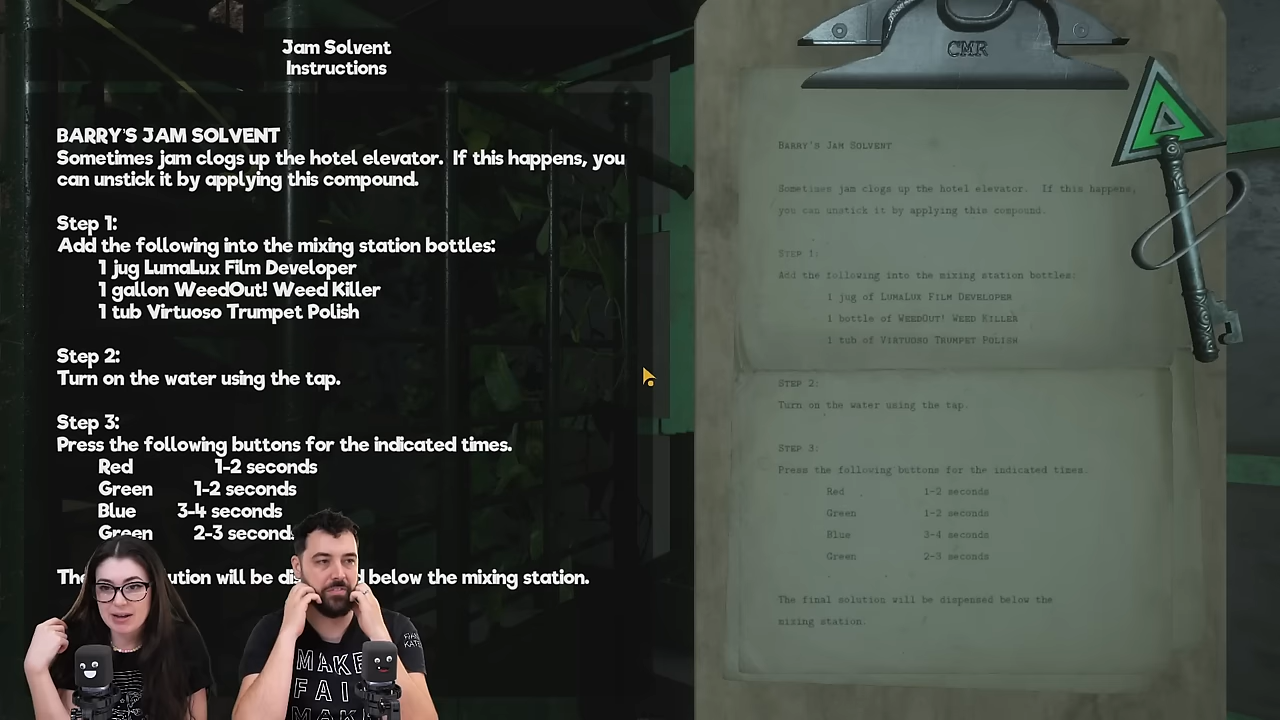 Jam Solvent
Instructions
BARRY'S JAM SOLVENT
Sometimes jam clogs up the hotel elevator. If this happens, you
can unstick it by applying this compound.
Step 1:
Add the following into the mixing station bottles:
1 jug LumaLux Film Developer
1 gallon WeedOut! Weed Killer
1 tub Virtuoso Trumpet Polish
Step 2:
Turn on the water using the tap.
Step 3:
Press the following buttons for the indicated times.
Red 1-2 seconds
Green 1-2 seconds
Blue 3-4 seconds
Green 2-3 seconds
will be below the mixing station.
MAKE
FAI
MAKE
CMR
BARRY'S JAM SOLVENT
Sometimes jam clogs up the hotel elevator. If this happens,
you can unstick it by applying this compound.
STEP 1:
Add the following into the mixing station bottles:
1 jug of LUMALUX FILM DEVELOPER
1 bottle of WEEDOUT! WEED KILLER
1 tub of VIRTUOSO TRUMPET POLISH
STEP 2:
Turn on the water using the tap.
STEP 3:
Press the following buttons for the indicated times.
Red 1-2 seconds
Green 1-2 seconds
Blue 3-4 seconds
Green 2-3 seconds
The final solution will be dispensed below the
mixing station.